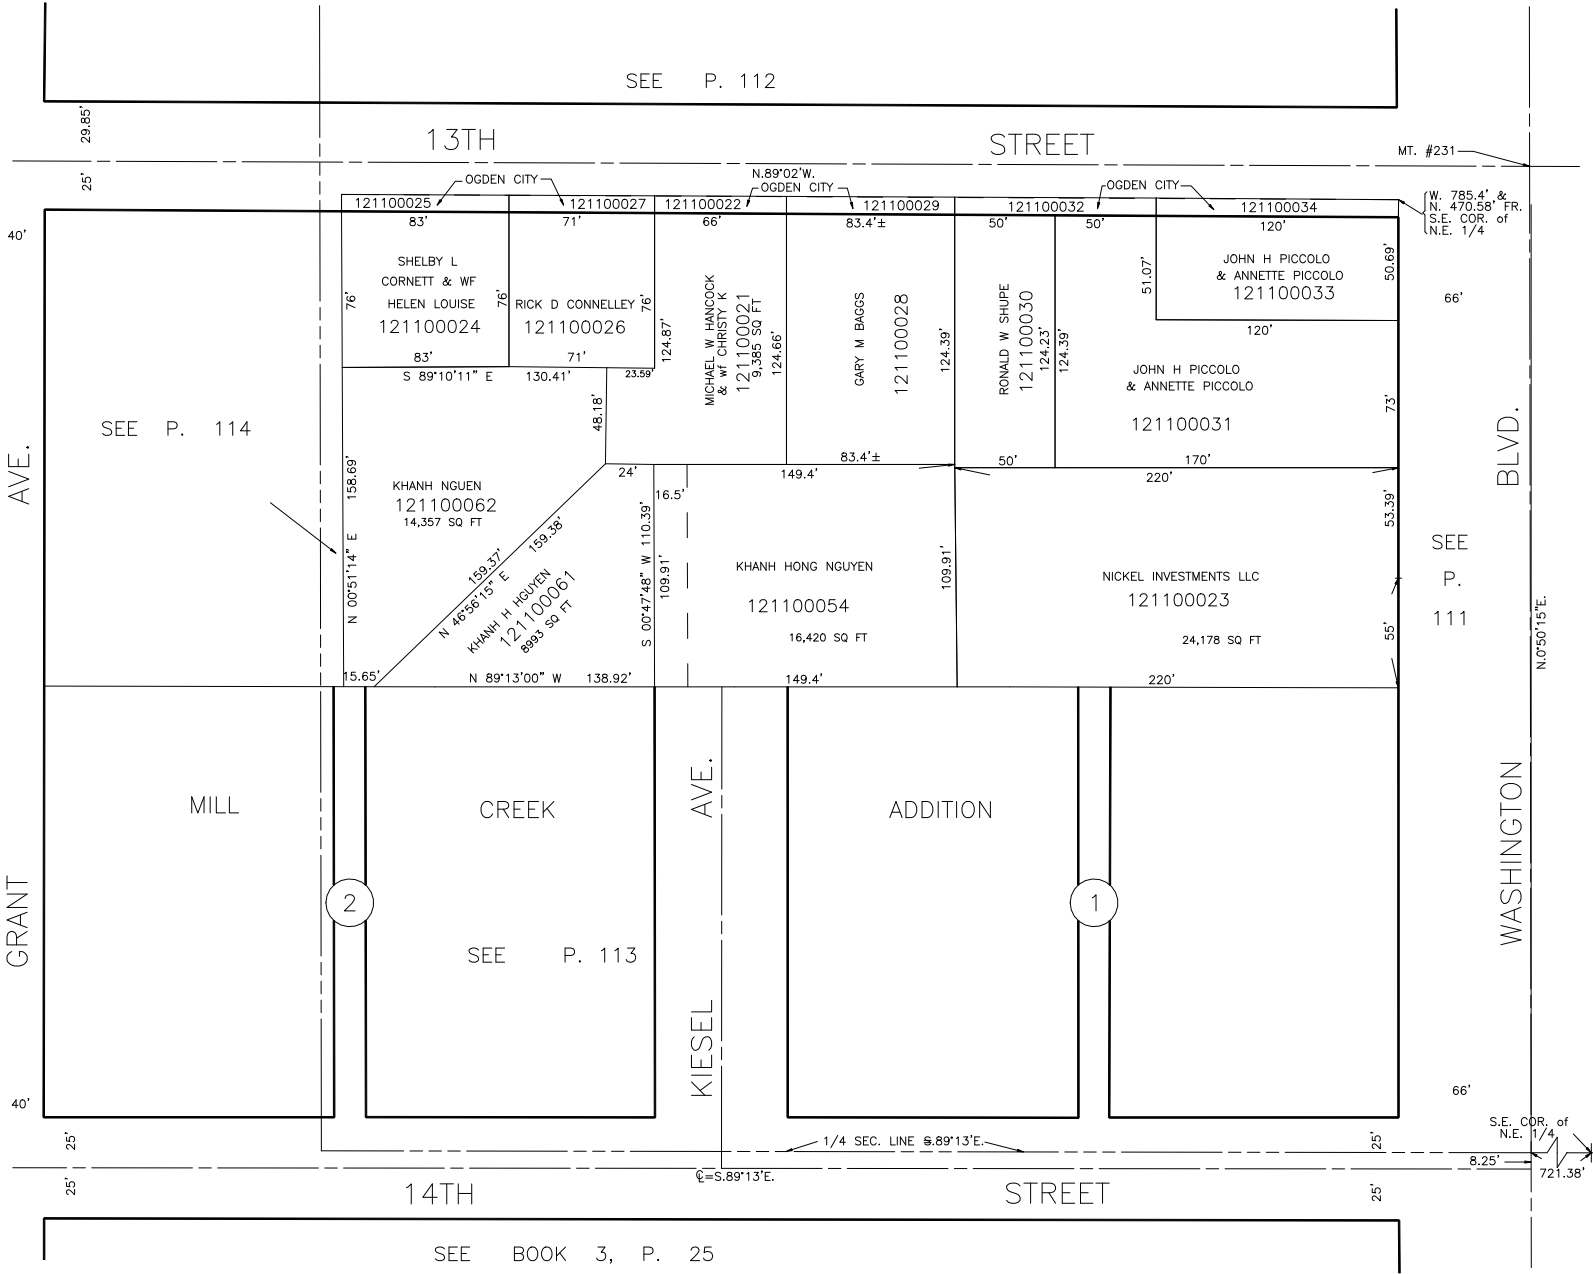 SEE P. 112
29.85'
13TH STREET
MT. #231
25'
N.89°02'W.
OGDEN CITY
OGDEN CITY
OGDEN CITY
121100025
121100027
121100022
121100029
121100032
121100034
W. 785.4' &
N. 470.58' FR.
S.E. COR. of
N.E. 1/4
40'
83'
71'
66'
83.4'±
50'
50'
120'
SHELBY L
CORNETT & WF
HELEN LOUISE
121100024
76'
76'
83'
RICK D CONNELLEY
121100026
76'
71'
124.87'
MICHAEL W HANCOCK
& wf CHRISTY K
121100021
9,385 SQ FT
124.66'
GARY M BAGGS
121100028
124.39'
83.4'±
RONALD W SHUPE
121100030
124.23'
124.39'
50'
51.07'
JOHN H PICCOLO
& ANNETTE PICCOLO
121100033
50.69'
120'
66'
JOHN H PICCOLO
& ANNETTE PICCOLO
121100031
73'
170'
S 89°10'11" E 130.41'
23.59'
48.18'
SEE P. 114
N 00°51'14" E 158.69'
KHANH NGUEN
121100062
14,357 SQ FT
24'
16.5'
149.4'
220'
159.37'
159.38'
N 46°56'15" E
KHANH H HGUYEN
121100061
8993 SQ FT
S 00°47'48" W 110.39'
109.91'
KHANH HONG NGUYEN
121100054
16,420 SQ FT
109.91'
NICKEL INVESTMENTS LLC
121100023
24,178 SQ FT
53.39'
55'
SEE
P.
111
N.0°50'15"E.
15.65'
N 89°13'00" W 138.92'
149.4'
220'
GRANT AVE.
WASHINGTON BLVD.
MILL CREEK ADDITION
KIESEL AVE.
2
1
SEE P. 113
40'
66'
25'
1/4 SEC. LINE S.89°13'E.
25'
S.E. COR. of
N.E. 1/4
8.25'
721.38'
25'
℄=S.89°13'E.
14TH STREET
25'
SEE BOOK 3, P. 25